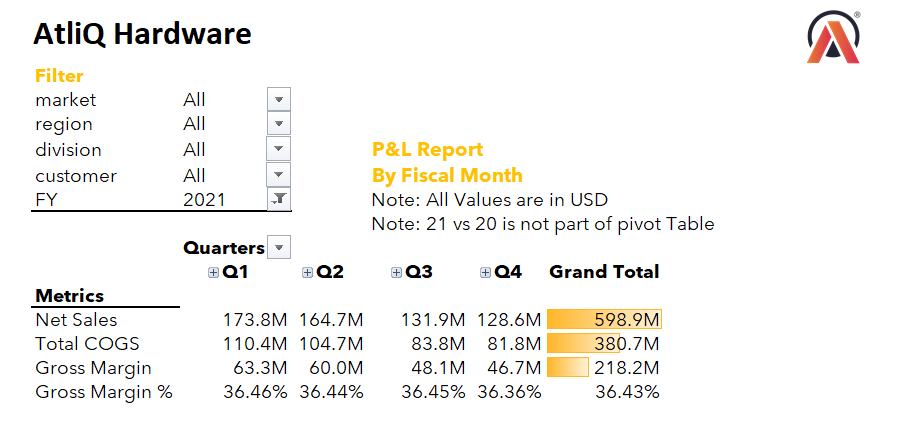 AtliQ Hardware
®
Filter
market All
region All
division All
customer All
FY 2021
P&L Report
By Fiscal Month
Note: All Values are in USD
Note: 21 vs 20 is not part of pivot Table
Quarters
Q1 Q2 Q3 Q4 Grand Total
Metrics
Net Sales 173.8M 164.7M 131.9M 128.6M 598.9M
Total COGS 110.4M 104.7M 83.8M 81.8M 380.7M
Gross Margin 63.3M 60.0M 48.1M 46.7M 218.2M
Gross Margin % 36.46% 36.44% 36.45% 36.36% 36.43%